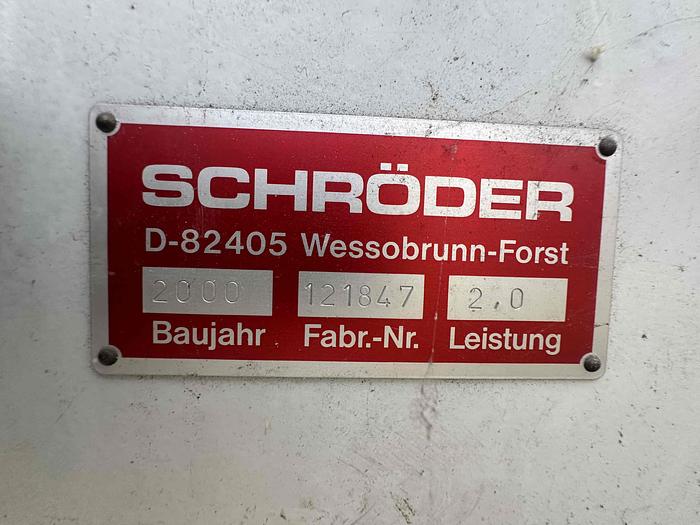 SCHRÖDER
D-82405 Wessobrunn-Forst
2000 121847 2.0
Baujahr Fabr.-Nr. Leistung